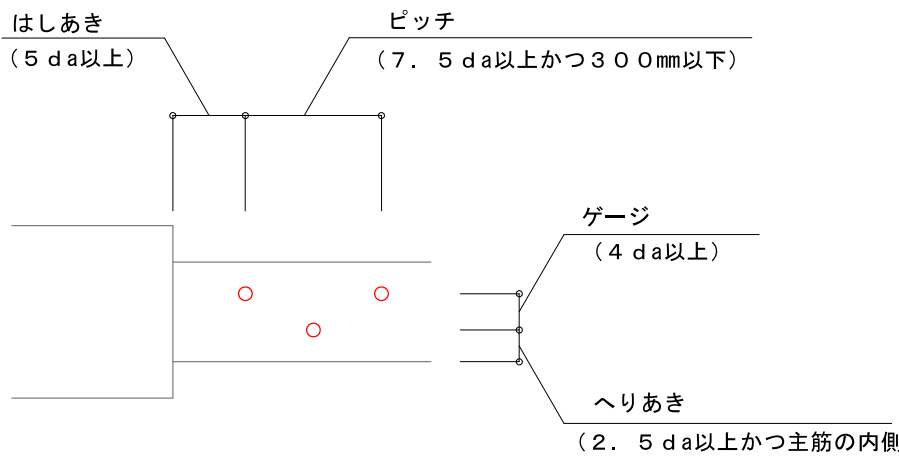 はしあき
（５ｄa以上）
ピッチ
（７．５ｄa以上かつ３００㎜以下）
ゲージ
（４ｄa以上）
へりあき
（２．５ｄa以上かつ主筋の内側